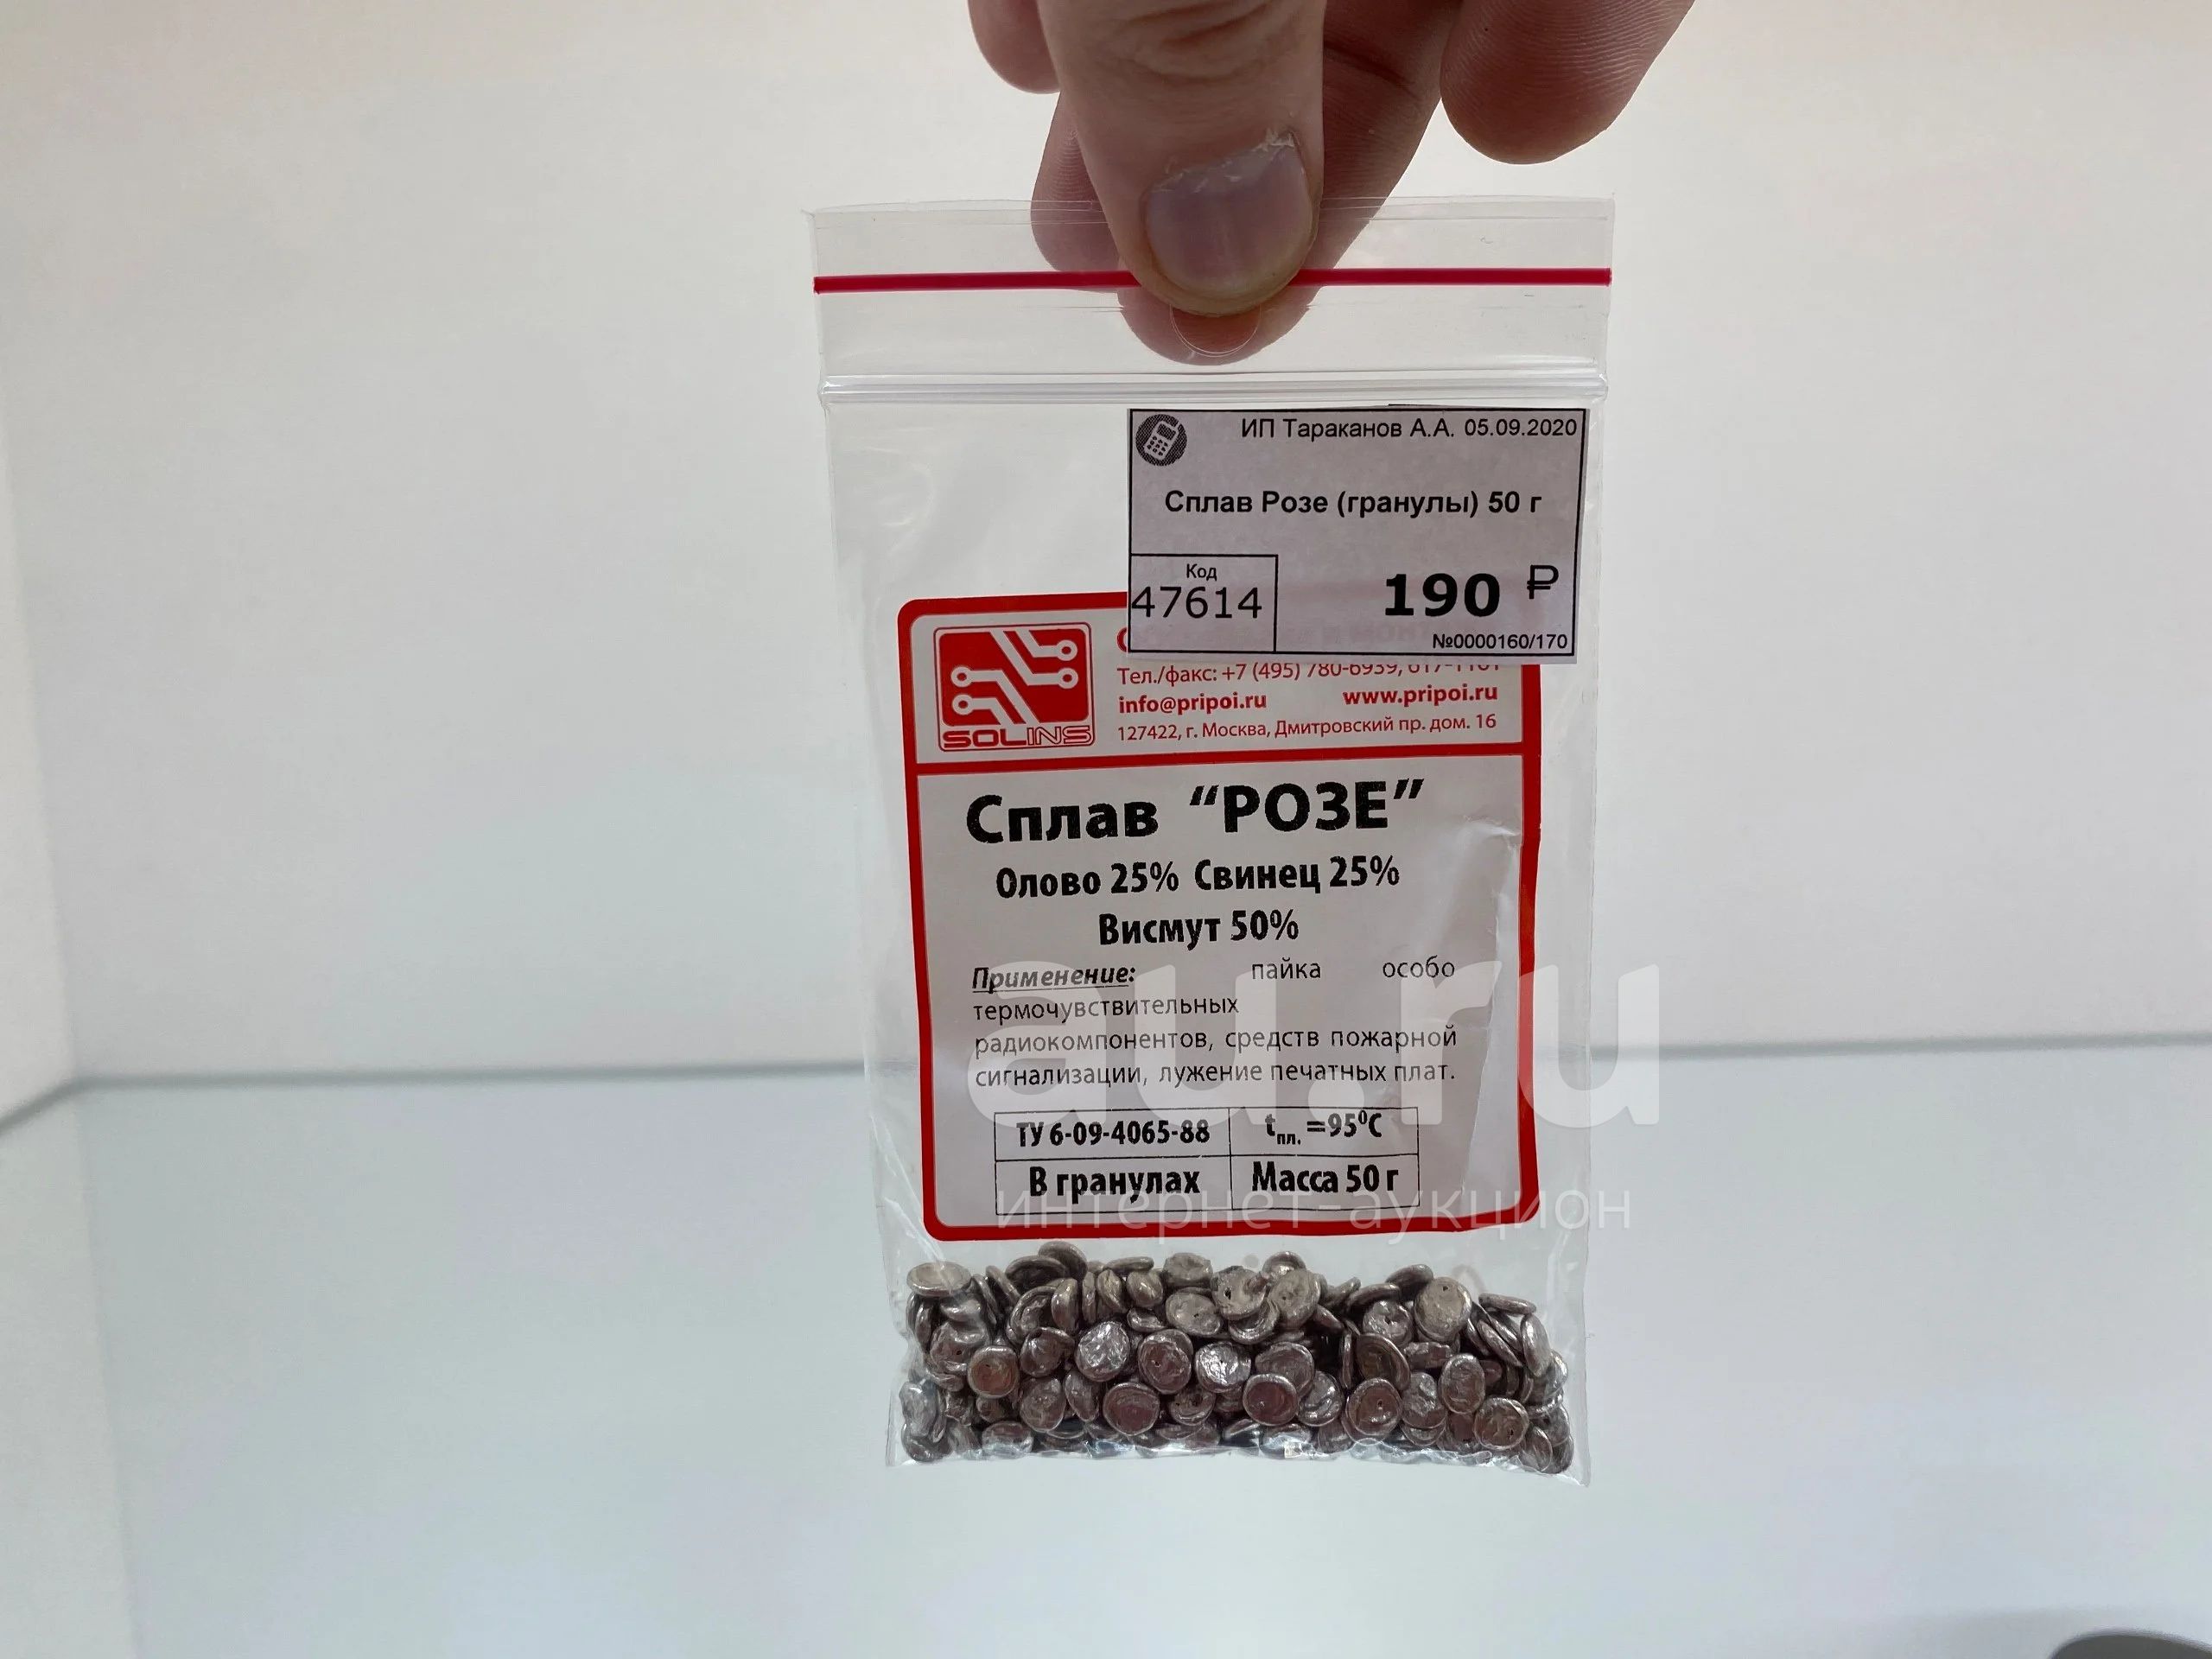 ИП Тараканов А.А. 05.09.2020
Сплав Розе (гранулы) 50 г
Код
47614
190 ₽
№0000160/170
Тел./факс: +7 (495) 780-6939,
info@pripoi.ru www.pripoi.ru
127422, г. Москва, Дмитровский пр. дом. 16
SOLINS
Сплав “РОЗЕ”
Олово 25% Свинец 25%
Висмут 50%
Применение: пайка особо
термочувствительных
радиокомпонентов, средств пожарной
сигнализации, лужение печатных плат.
ТУ 6-09-4065-88 tпл. =95⁰C
В гранулах Масса 50 г
au.ru
интернет-аукцион